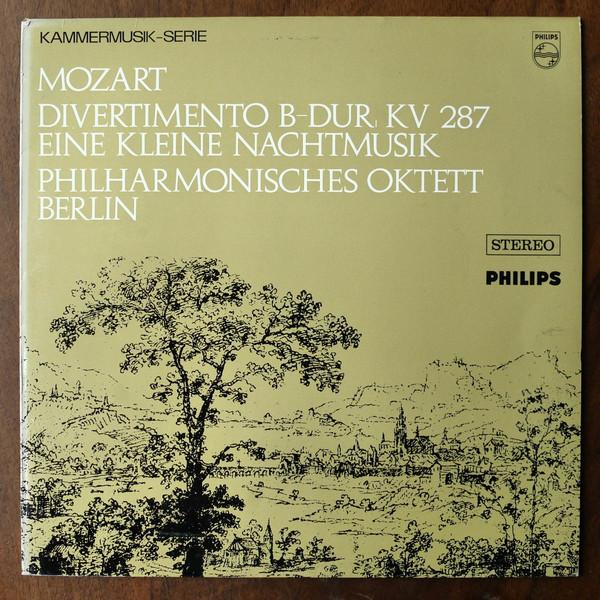 KAMMERMUSIK-SERIE
PHILIPS
MOZART
DIVERTIMENTO B-DUR, KV 287
EINE KLEINE NACHTMUSIK
PHILHARMONISCHES OKTETT
BERLIN
STEREO
PHILIPS